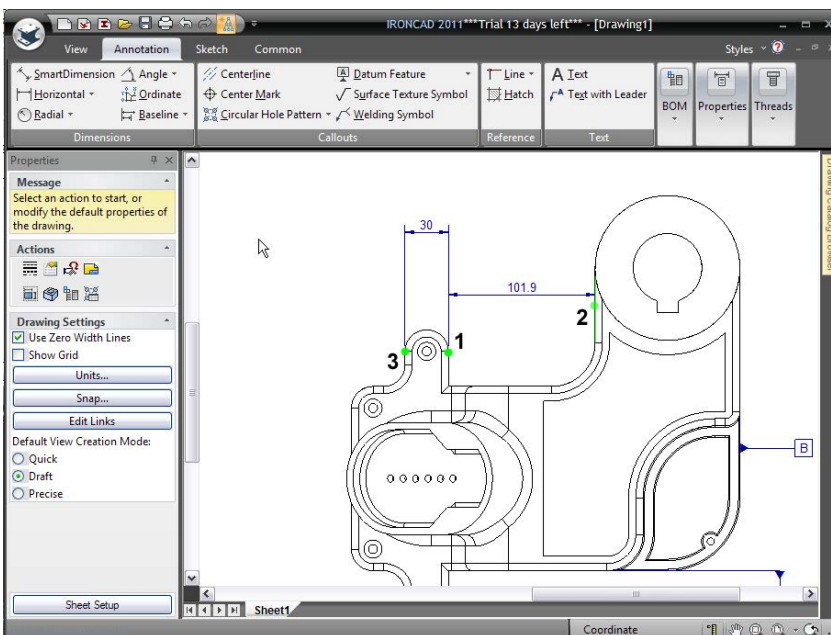 IRONCAD 2011***Trial 13 days left*** - [Drawing1]
View Annotation Sketch Common Styles
SmartDimension Angle Centerline Datum Feature Line A Text
Horizontal Ordinate Center Mark Surface Texture Symbol Hatch Text with Leader
Radial Baseline Circular Hole Pattern Welding Symbol
BOM Properties Threads
Dimensions Callouts Reference Text
Properties
Message
Select an action to start, or
modify the default properties of
the drawing.
Actions
Drawing Settings
Use Zero Width Lines
Show Grid
Units...
Snap...
Edit Links
Default View Creation Mode:
Quick
Draft
Precise
Sheet Setup
30
101.9
2
1
3
B
Drawing Catalog Browser
Sheet1
Coordinate